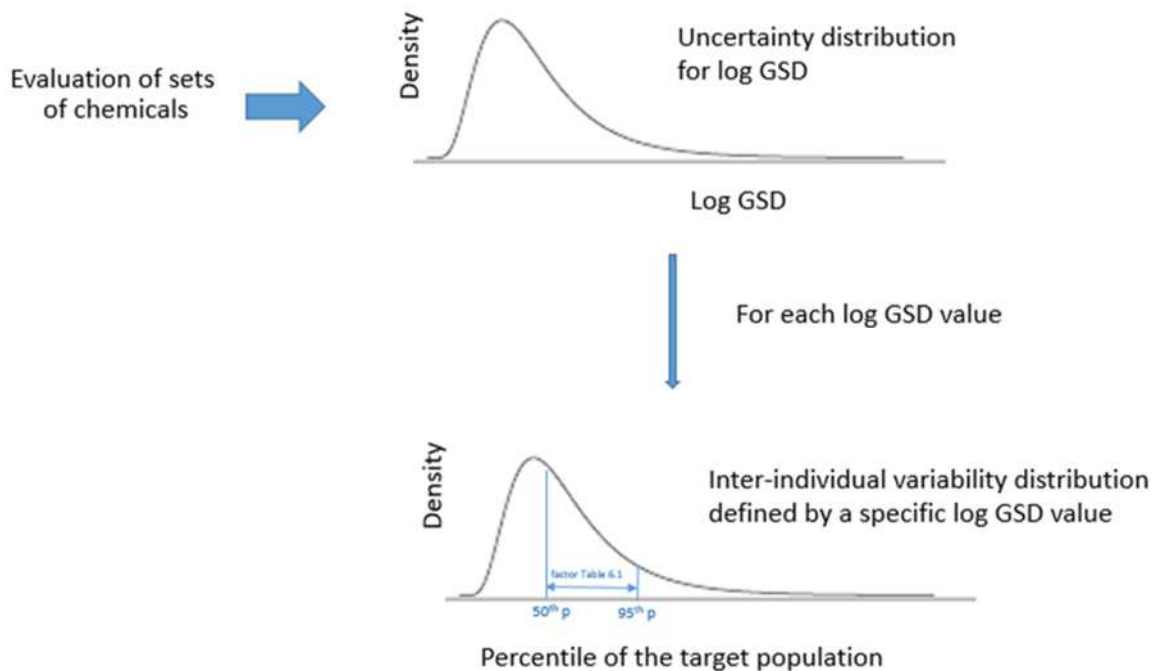 Density
Uncertainty distribution
for log GSD
Evaluation of sets
of chemicals
Log GSD
For each log GSD value
Density
Inter-individual variability distribution
defined by a specific log GSD value
factor Table 6.1
50th p
95th p
Percentile of the target population